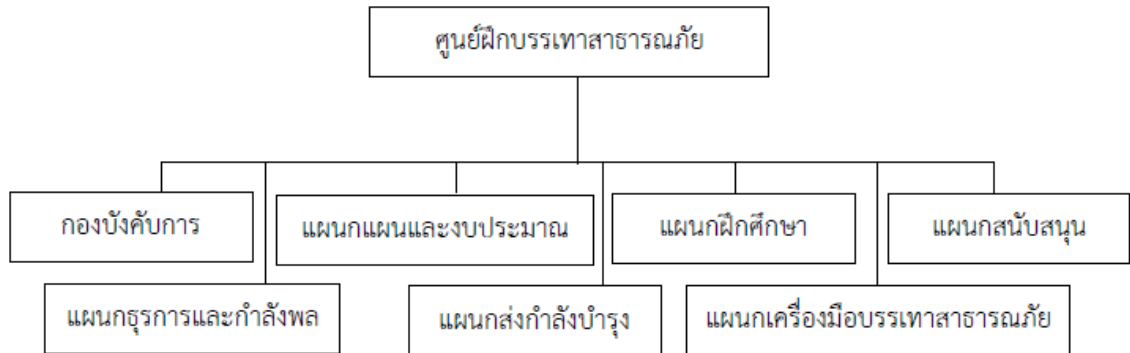 ศูนย์ฝึกบรรเทาสาธารณภัย
กองบังคับการ
แผนกแผนและงบประมาณ
แผนกฝึกศึกษา
แผนกสนับสนุน
แผนกธุรการและกำลังพล
แผนกส่งกำลังบำรุง
แผนกเครื่องมือบรรเทาสาธารณภัย